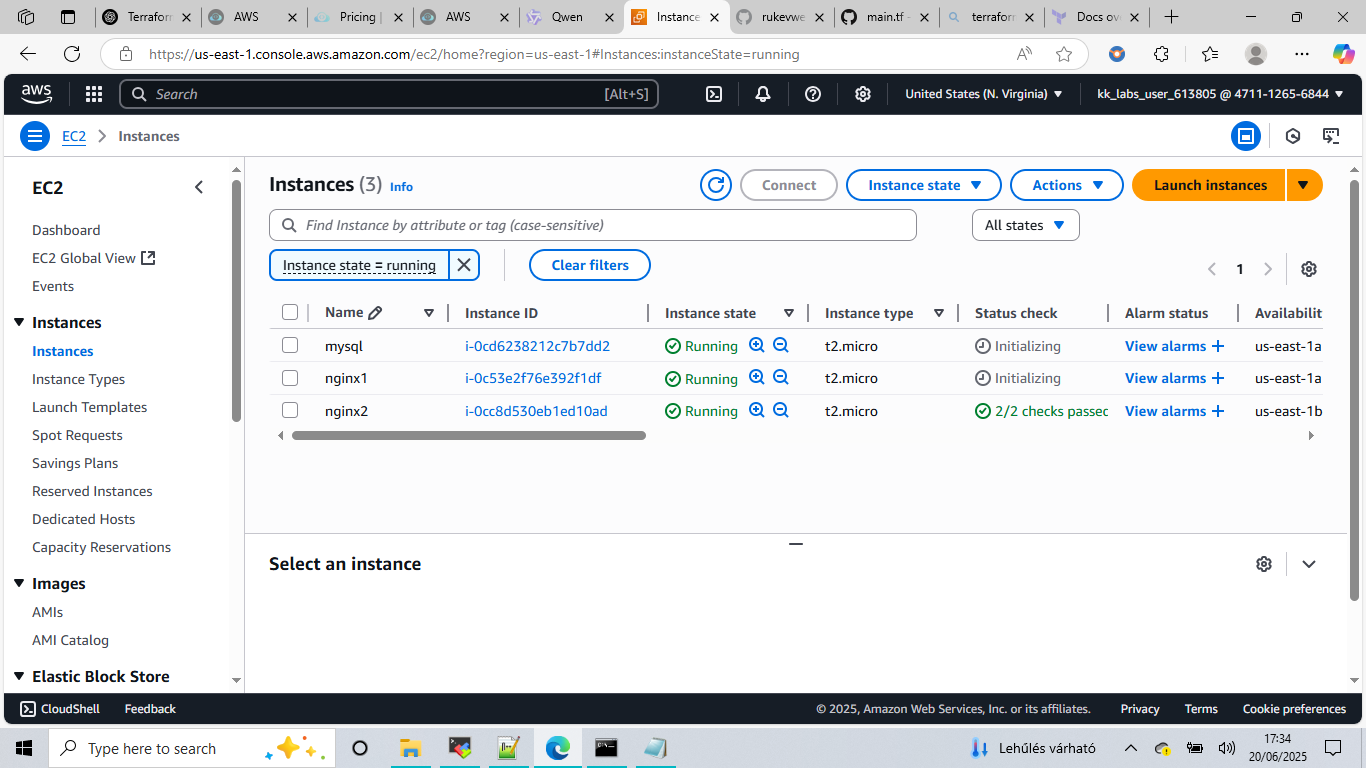 Terraform
AWS
Pricing |
AWS
Qwen
Instance
rukevwe
main.tf -
terraform
Docs ov
https://us-east-1.console.aws.amazon.com/ec2/home?region=us-east-1#Instances:instanceState=running
aws
Search [Alt+S]
United States (N. Virginia)
kk_labs_user_613805 @ 4711-1265-6844
EC2 Instances
EC2
Dashboard
EC2 Global View
Events
Instances
Instances
Instance Types
Launch Templates
Spot Requests
Savings Plans
Reserved Instances
Dedicated Hosts
Capacity Reservations
Images
AMIs
AMI Catalog
Elastic Block Store
Instances (3) Info
Connect
Instance state
Actions
Launch instances
Find Instance by attribute or tag (case-sensitive)
All states
Instance state = running
Clear filters
1
Name Instance ID Instance state Instance type Status check Alarm status Availabilit
mysql i-0cd6238212c7b7dd2 Running t2.micro Initializing View alarms + us-east-1a
nginx1 i-0c53e2f76e392f1df Running t2.micro Initializing View alarms + us-east-1a
nginx2 i-0cc8d530eb1ed10ad Running t2.micro 2/2 checks passec View alarms + us-east-1b
Select an instance
CloudShell Feedback © 2025, Amazon Web Services, Inc. or its affiliates. Privacy Terms Cookie preferences
Type here to search
Lehűlés várható
17:34
20/06/2025